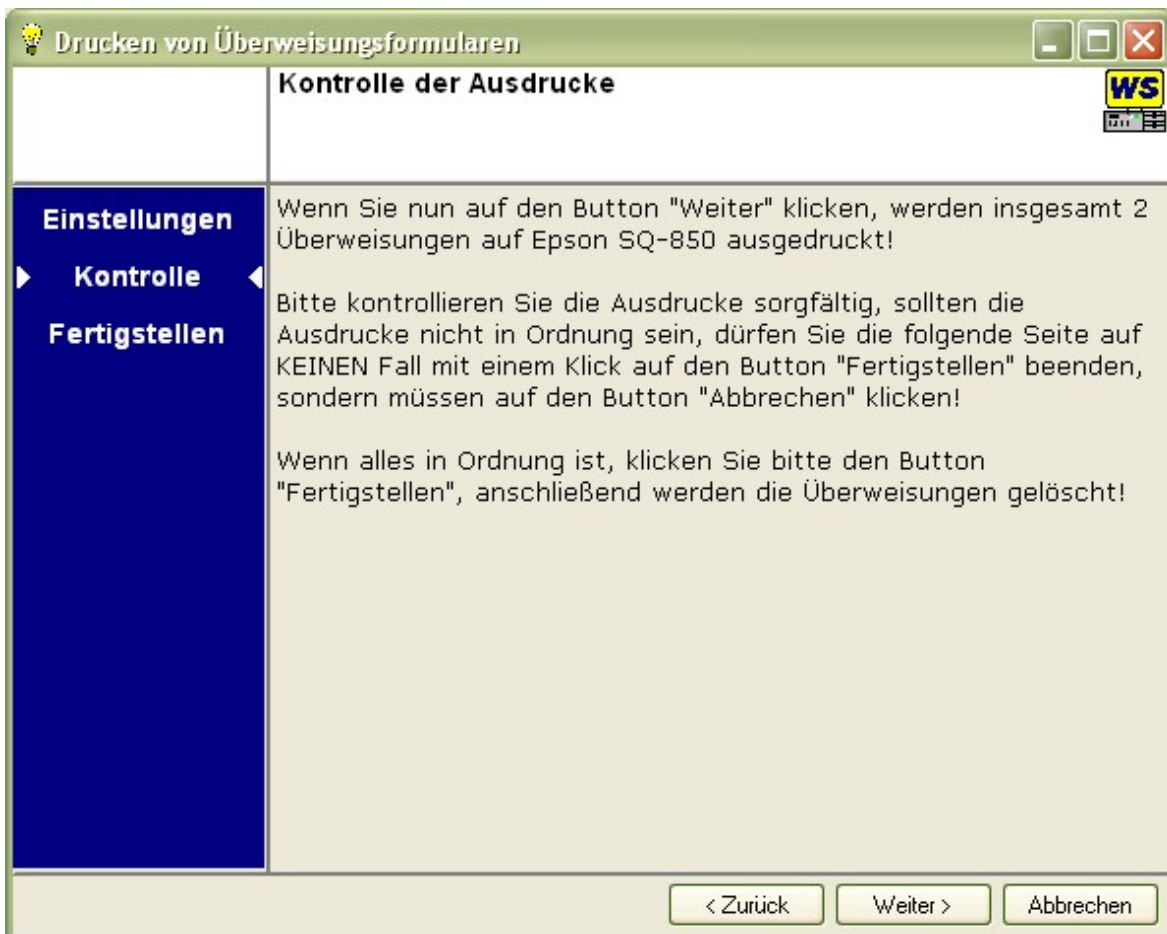 Drucken von Überweisungsformularen
Kontrolle der Ausdrucke
WS
Einstellungen
Kontrolle
Fertigstellen
Wenn Sie nun auf den Button "Weiter" klicken, werden insgesamt 2
Überweisungen auf Epson SQ-850 ausgedruckt!
Bitte kontrollieren Sie die Ausdrucke sorgfältig, sollten die
Ausdrucke nicht in Ordnung sein, dürfen Sie die folgende Seite auf
KEINEN Fall mit einem Klick auf den Button "Fertigstellen" beenden,
sondern müssen auf den Button "Abbrechen" klicken!
Wenn alles in Ordnung ist, klicken Sie bitte den Button
"Fertigstellen", anschließend werden die Überweisungen gelöscht!
< Zurück
Weiter >
Abbrechen